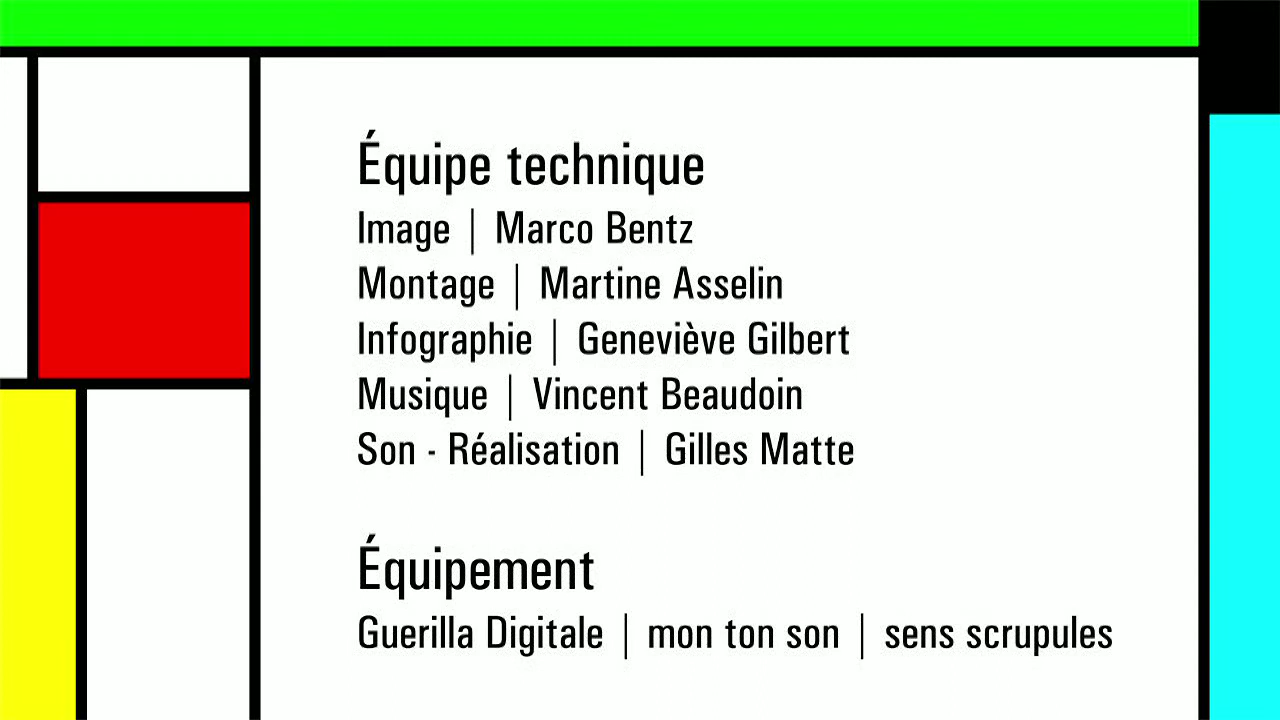 Équipe technique
Image | Marco Bentz
Montage | Martine Asselin
Infographie | Geneviève Gilbert
Musique | Vincent Beaudoin
Son - Réalisation | Gilles Matte
Équipement
Guerilla Digitale | mon ton son | sens scrupules